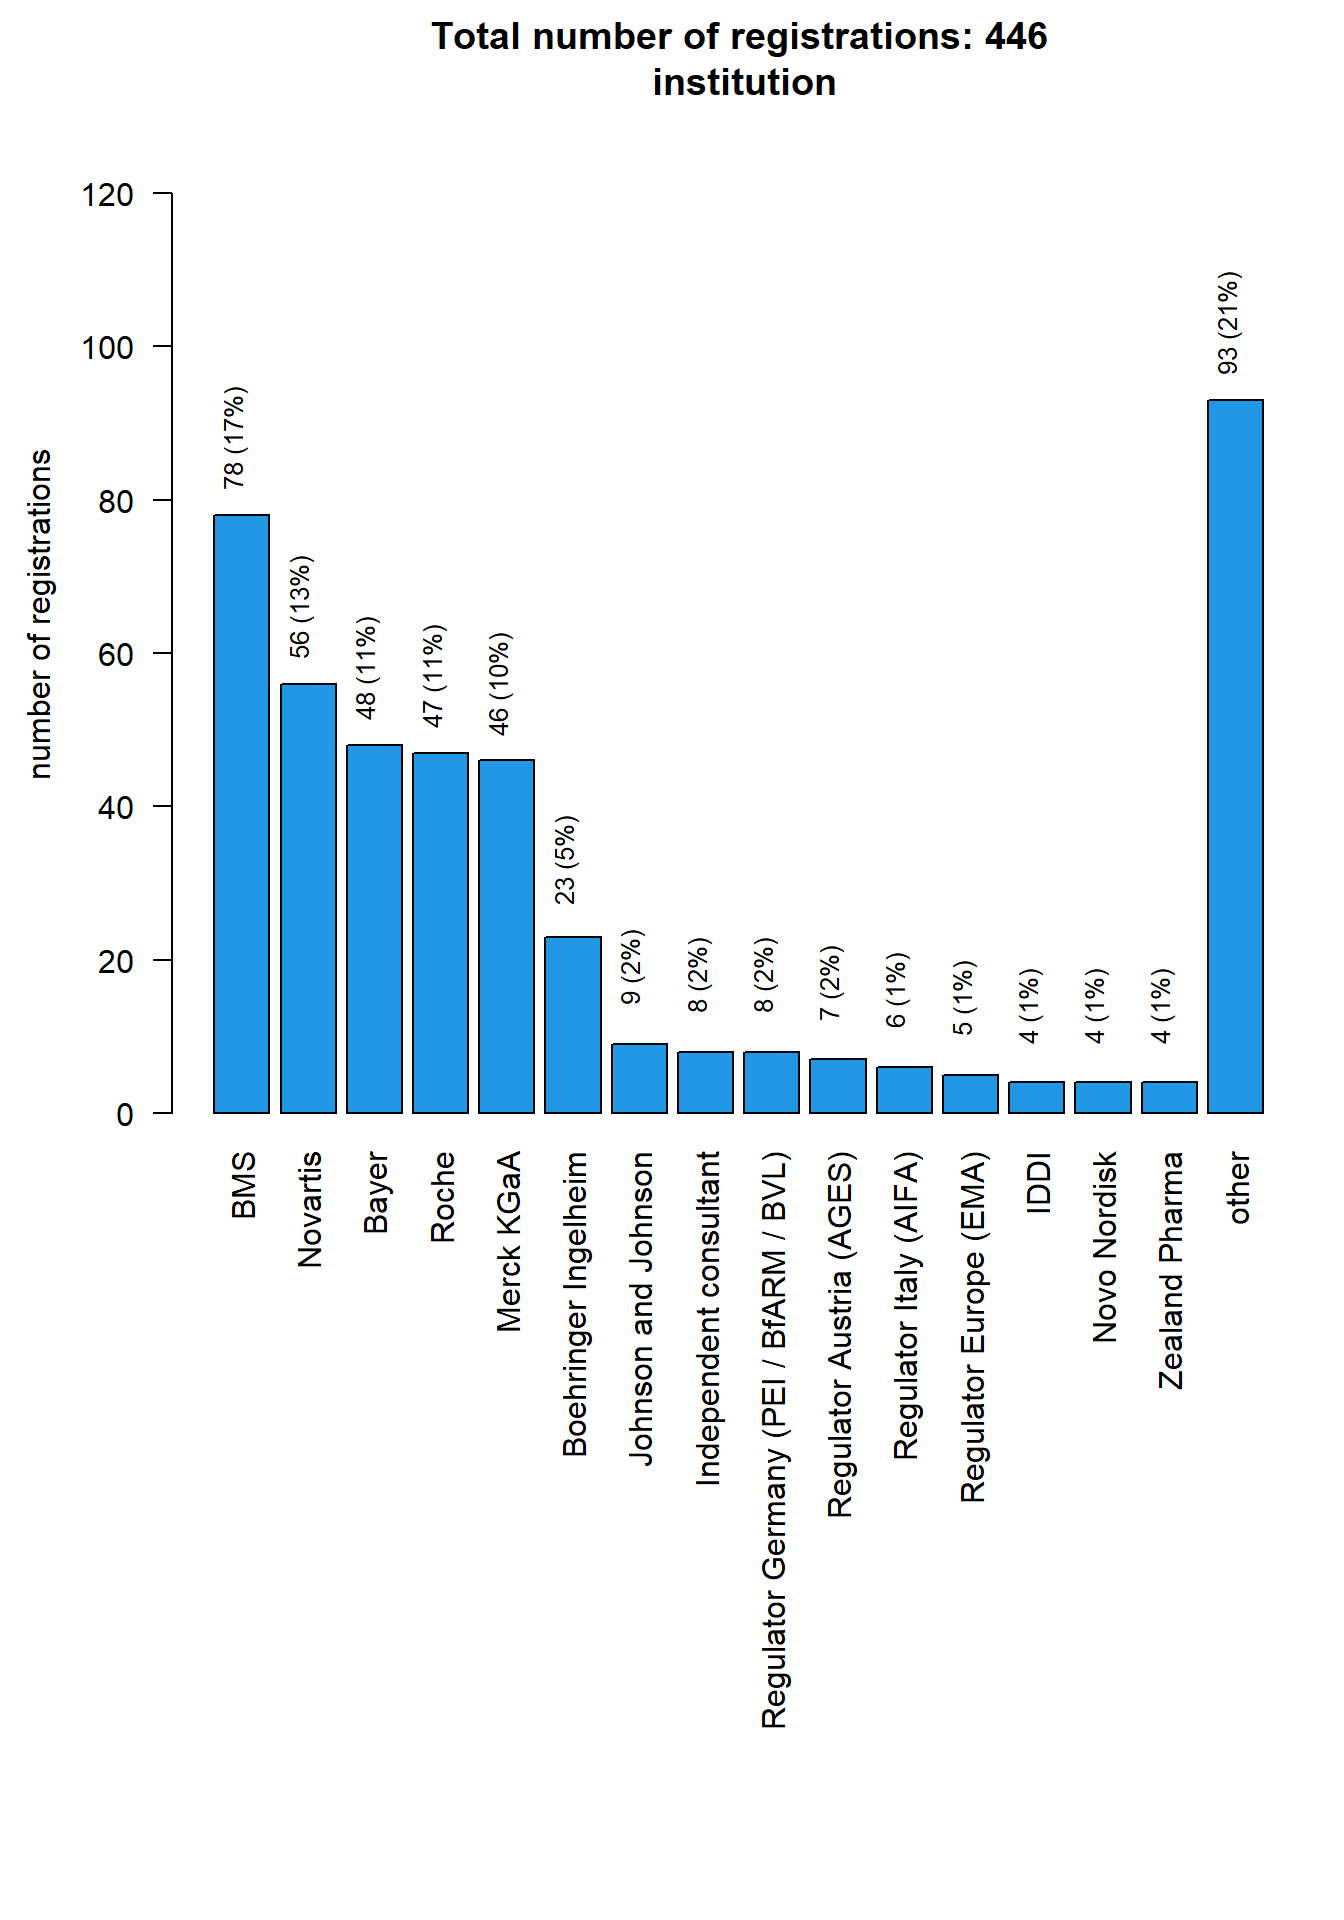 Total number of registrations: 446
institution
number of registrations
120
100
80
60
40
20
0
78 (17%)
56 (13%)
48 (11%)
47 (11%)
46 (10%)
23 (5%)
9 (2%)
8 (2%)
8 (2%)
7 (2%)
6 (1%)
5 (1%)
4 (1%)
4 (1%)
4 (1%)
93 (21%)
BMS
Novartis
Bayer
Roche
Merck KGaA
Boehringer Ingelheim
Johnson and Johnson
Independent consultant
Regulator Germany (PEI / BfARM / BVL)
Regulator Austria (AGES)
Regulator Italy (AIFA)
Regulator Europe (EMA)
IDDI
Novo Nordisk
Zealand Pharma
other